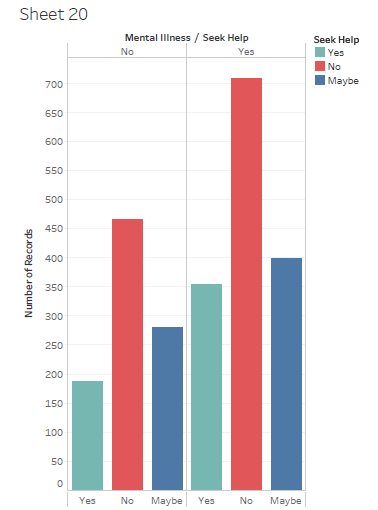 Sheet 20
Mental Illness / Seek Help
No Yes
Seek Help
Yes
No
Maybe
Number of Records
700
650
600
550
500
450
400
350
300
250
200
150
100
50
0
Yes No Maybe Yes No Maybe